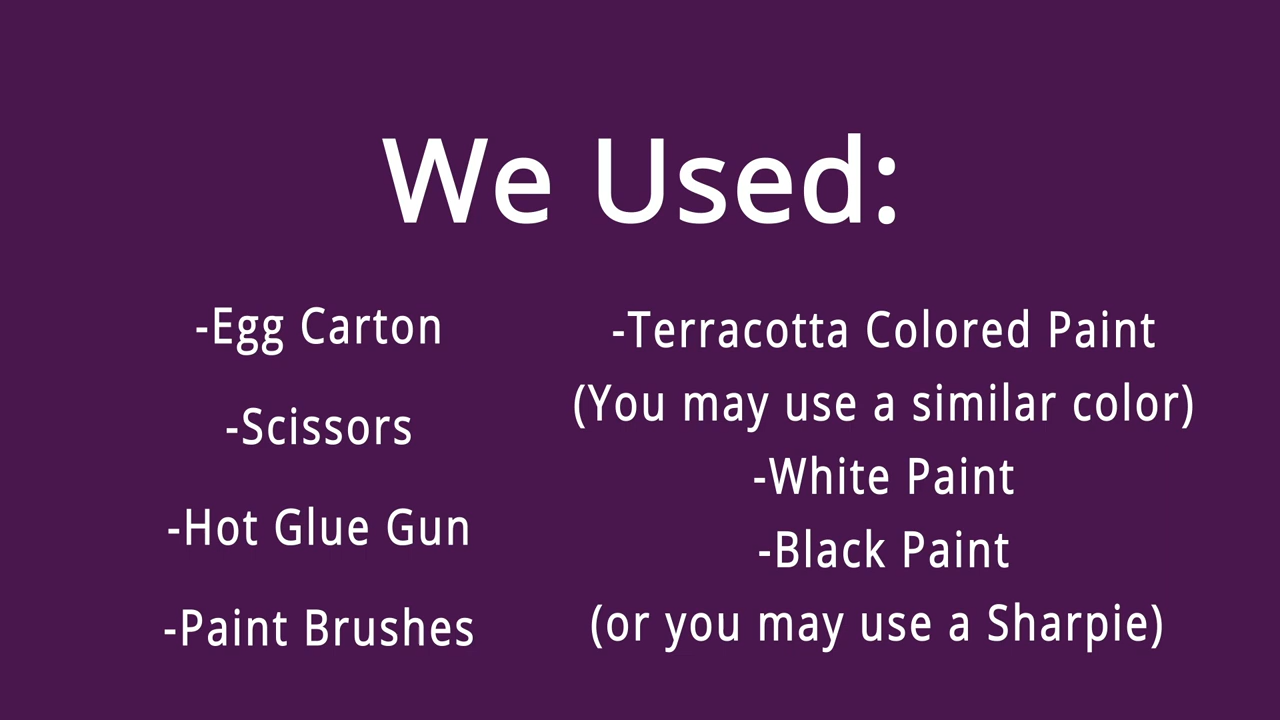 We Used:
-Egg Carton
-Scissors
-Hot Glue Gun
-Paint Brushes
-Terracotta Colored Paint
(You may use a similar color)
-White Paint
-Black Paint
(or you may use a Sharpie)